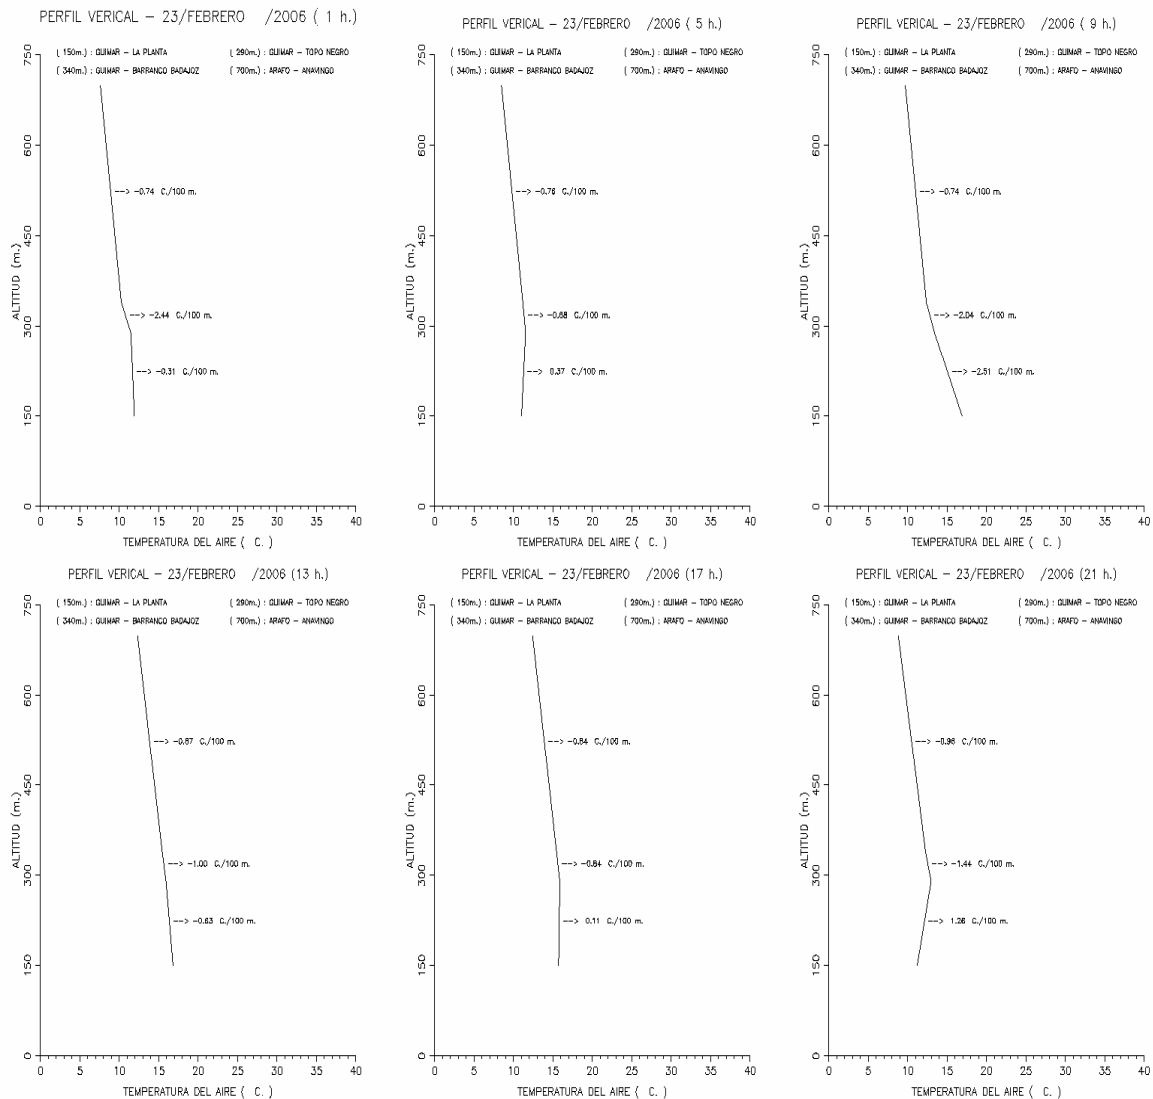 PERFIL VERICAL – 23/FEBRERO /2006 ( 1 h.)
( 150m.) : GUIMAR – LA PLANTA ( 290m.) : GUIMAR – TOPO NEGRO
( 340m.) : GUIMAR – BARRANCO BADAJOZ ( 700m.) : ARAFO – ANAVINGO
750
600
450
300
150
0
ALTITUD (m.)
--> -0.74 C./100 m.
--> -2.44 C./100 m.
--> -0.31 C./100 m.
0 5 10 15 20 25 30 35 40
TEMPERATURA DEL AIRE ( C. )
PERFIL VERICAL – 23/FEBRERO /2006 ( 5 h.)
( 150m.) : GUIMAR – LA PLANTA ( 290m.) : GUIMAR – TOPO NEGRO
( 340m.) : GUIMAR – BARRANCO BADAJOZ ( 700m.) : ARAFO – ANAVINGO
750
600
450
300
150
0
ALTITUD (m.)
--> -0.76 C./100 m.
--> -0.68 C./100 m.
--> 0.37 C./100 m.
0 5 10 15 20 25 30 35 40
TEMPERATURA DEL AIRE ( C. )
PERFIL VERICAL – 23/FEBRERO /2006 ( 9 h.)
( 150m.) : GUIMAR – LA PLANTA ( 290m.) : GUIMAR – TOPO NEGRO
( 340m.) : GUIMAR – BARRANCO BADAJOZ ( 700m.) : ARAFO – ANAVINGO
750
600
450
300
150
0
ALTITUD (m.)
--> -0.74 C./100 m.
--> -2.04 C./100 m.
--> -2.51 C./100 m.
0 5 10 15 20 25 30 35 40
TEMPERATURA DEL AIRE ( C. )
PERFIL VERICAL – 23/FEBRERO /2006 (13 h.)
( 150m.) : GUIMAR – LA PLANTA ( 290m.) : GUIMAR – TOPO NEGRO
( 340m.) : GUIMAR – BARRANCO BADAJOZ ( 700m.) : ARAFO – ANAVINGO
750
600
450
300
150
0
ALTITUD (m.)
--> -0.87 C./100 m.
--> -1.00 C./100 m.
--> -0.63 C./100 m.
0 5 10 15 20 25 30 35 40
TEMPERATURA DEL AIRE ( C. )
PERFIL VERICAL – 23/FEBRERO /2006 (17 h.)
( 150m.) : GUIMAR – LA PLANTA ( 290m.) : GUIMAR – TOPO NEGRO
( 340m.) : GUIMAR – BARRANCO BADAJOZ ( 700m.) : ARAFO – ANAVINGO
750
600
450
300
150
0
ALTITUD (m.)
--> -0.84 C./100 m.
--> -0.84 C./100 m.
--> 0.11 C./100 m.
0 5 10 15 20 25 30 35 40
TEMPERATURA DEL AIRE ( C. )
PERFIL VERICAL – 23/FEBRERO /2006 (21 h.)
( 150m.) : GUIMAR – LA PLANTA ( 290m.) : GUIMAR – TOPO NEGRO
( 340m.) : GUIMAR – BARRANCO BADAJOZ ( 700m.) : ARAFO – ANAVINGO
750
600
450
300
150
0
ALTITUD (m.)
--> -0.96 C./100 m.
--> -1.44 C./100 m.
--> 1.26 C./100 m.
0 5 10 15 20 25 30 35 40
TEMPERATURA DEL AIRE ( C. )